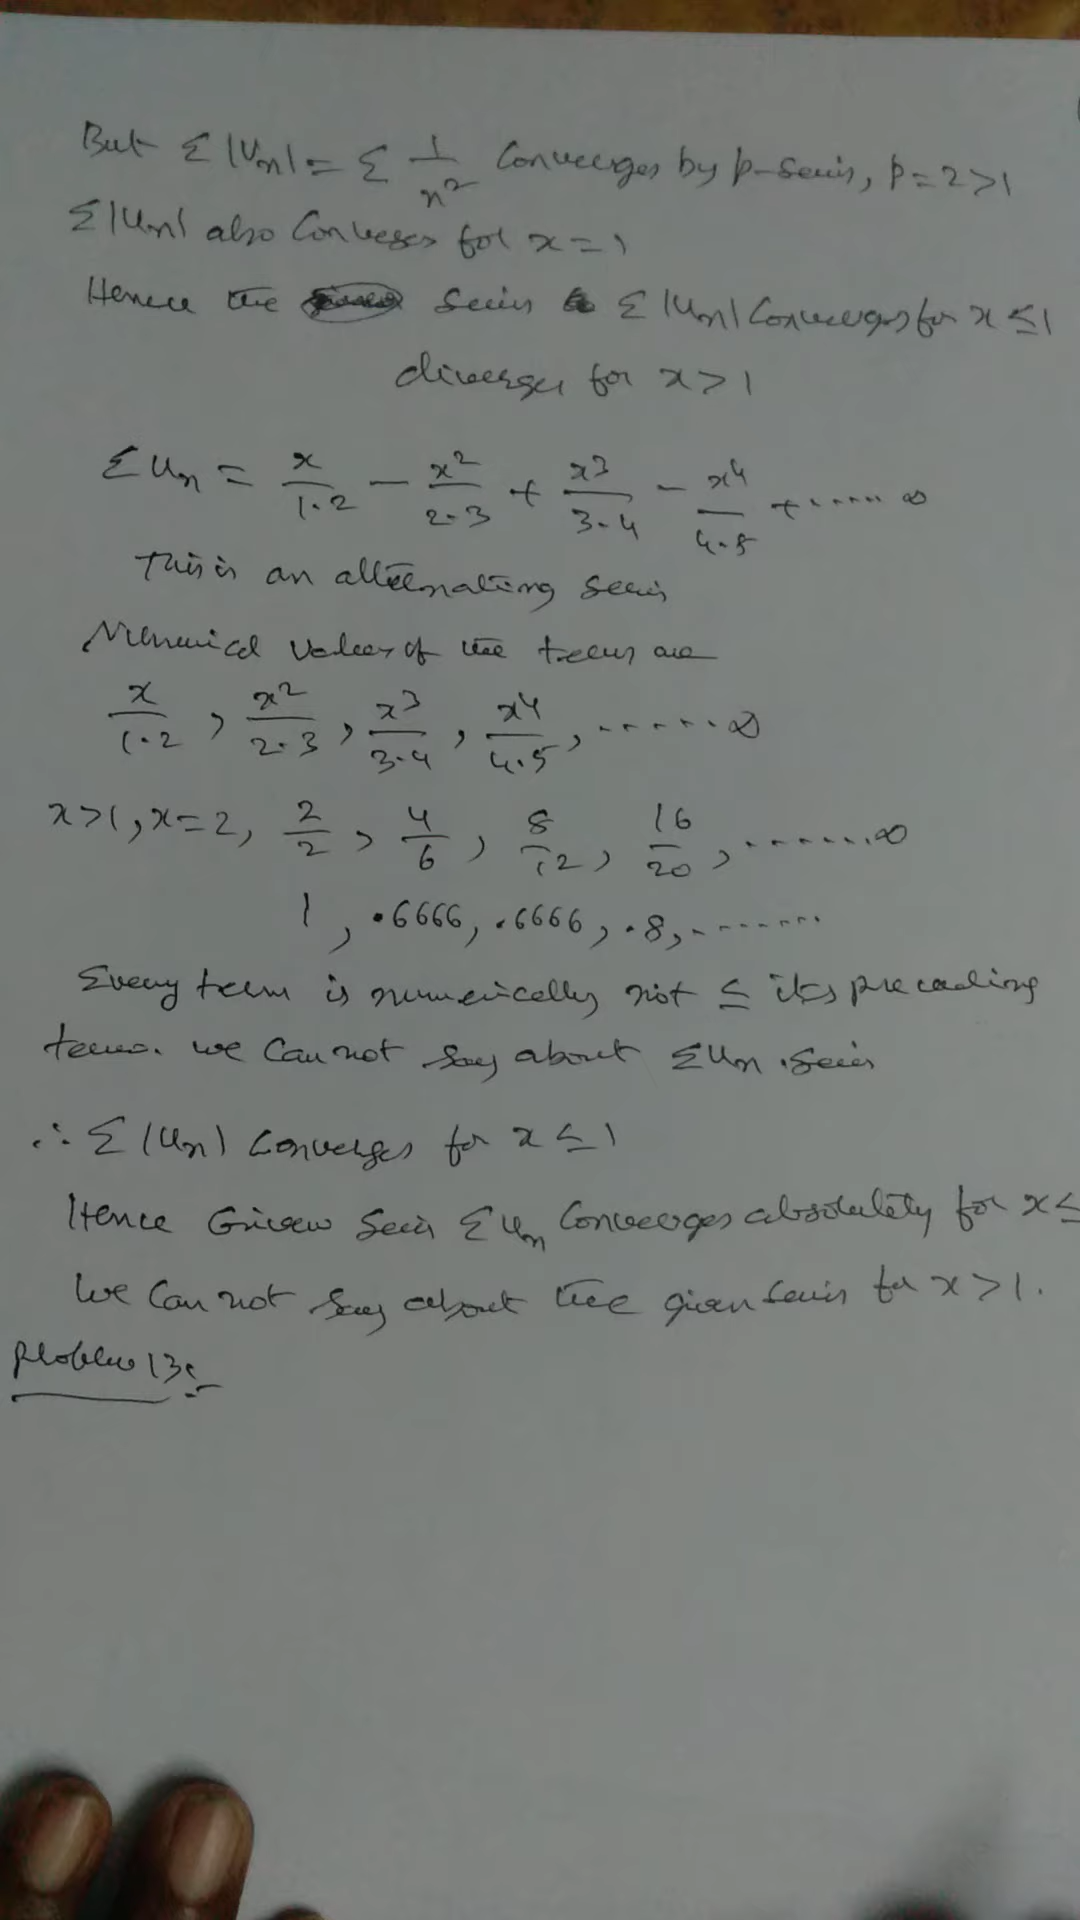 But Σ |Vn| = Σ 1/n² Converges by p-series, p = 2 > 1
Σ |Un| also Converges for x = 1
Hence the series Σ |Un| Converges for x ≤ 1
diverges for x > 1
Σ Un = x/1.2 - x²/2.3 + x³/3.4 - x⁴/4.5 + ...... ∞
This is an alternating series
Numerical Values of the terms are
x/1.2 , x²/2.3 , x³/3.4 , x⁴/4.5 , ....... ∞
x > 1, x = 2, 2/2 , 4/6 , 8/12 , 16/20 , ........ ∞
1 , .6666, .6666, .8, ........
Every term is numerically not ≤ its preceding
terms. We Can not Say about Σ Un series
∴ Σ |Un| Converges for x ≤ 1
Hence Given Series Σ Un Converges absolutely for x ≤
We Can not Say about the given series for x > 1.
Problem 13:-